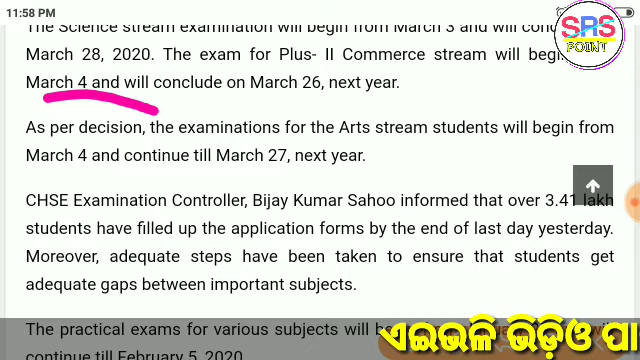 11:58 PM
The Science stream examination will begin from March 3 and will
March 28, 2020. The exam for Plus- II Commerce stream will
March 4 and will conclude on March 26, next year.
As per decision, the examinations for the Arts stream students will begin from
March 4 and continue till March 27, next year.
CHSE Examination Controller, Bijay Kumar Sahoo informed that over 3.41 lakh
students have filled up the application forms by the end of last day yesterday.
Moreover, adequate steps have been taken to ensure that students get
adequate gaps between important subjects.
The practical exams for various subjects will
continue till February 5, 2020
SRS
POINT
ଏଇଭଳି ଭିଡ଼ିଓ ପା